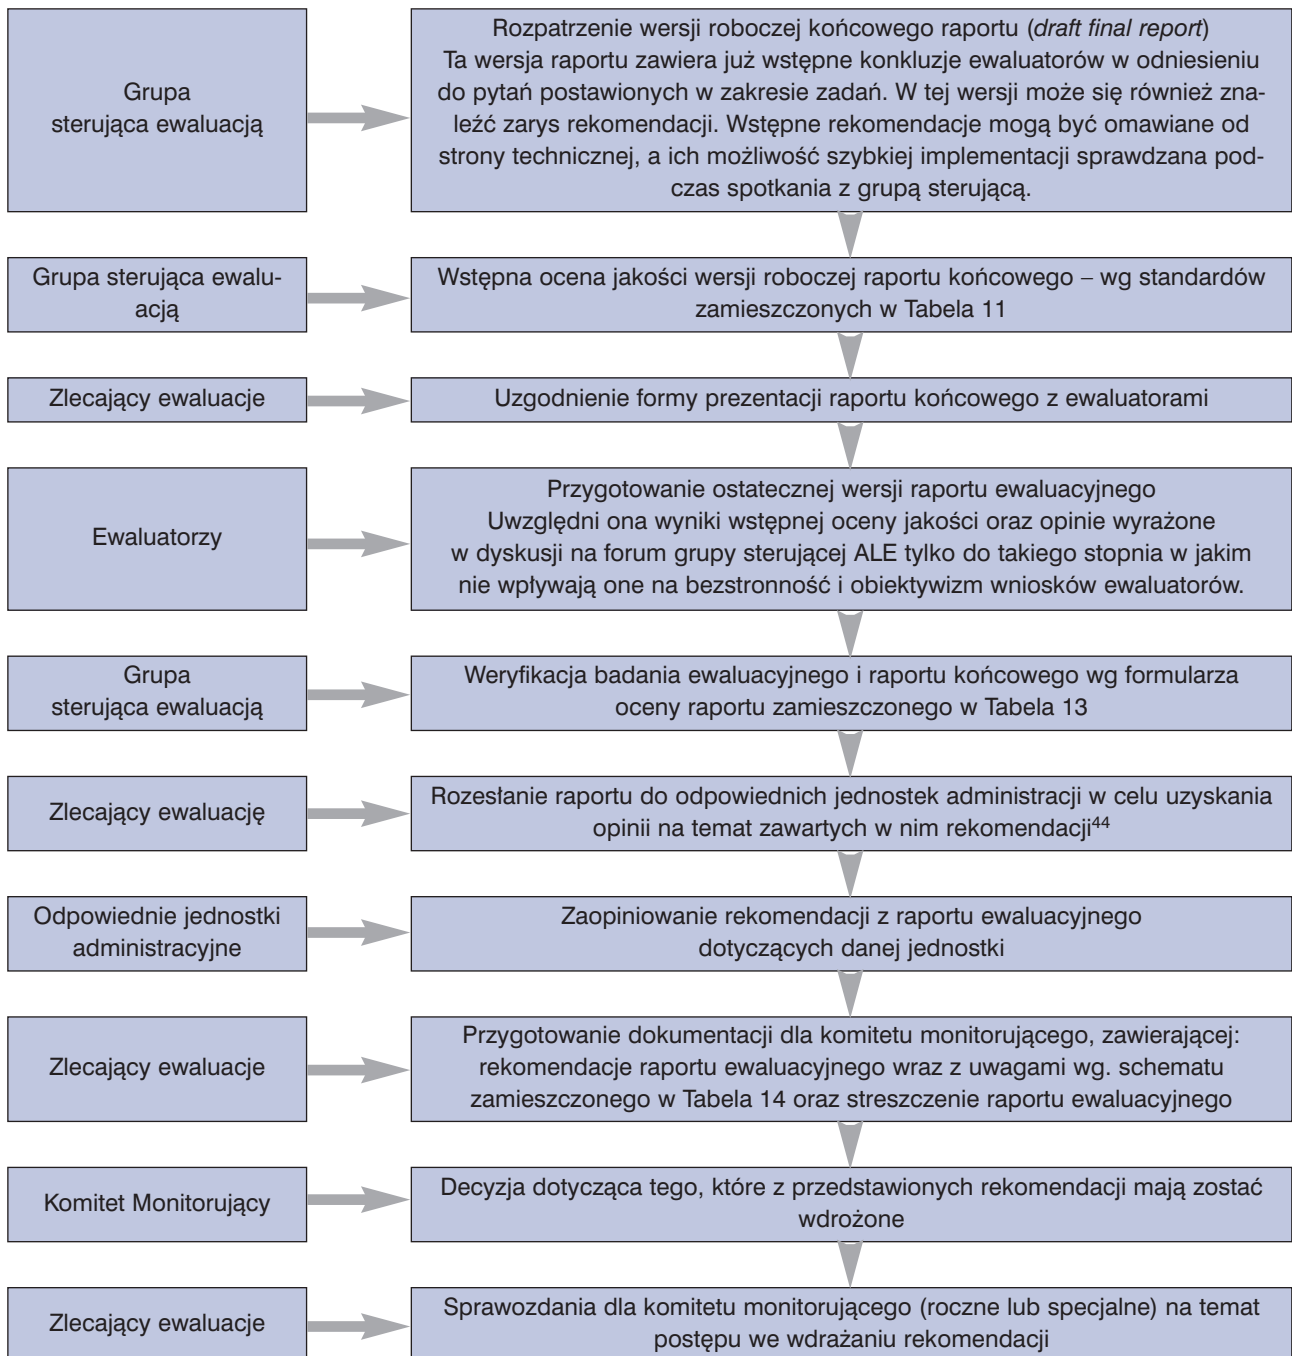 Grupa
sterująca ewaluacją
Rozpatrzenie wersji roboczej końcowego raportu (draft final report)
Ta wersja raportu zawiera już wstępne konkluzje ewaluatorów w odniesieniu
do pytań postawionych w zakresie zadań. W tej wersji może się również zna-
leźć zarys rekomendacji. Wstępne rekomendacje mogą być omawiane od
strony technicznej, a ich możliwość szybkiej implementacji sprawdzana pod-
czas spotkania z grupą sterującą.
Grupa sterująca ewalu-
acją
Wstępna ocena jakości wersji roboczej raportu końcowego – wg standardów
zamieszczonych w Tabela 11
Zlecający ewaluacje
Uzgodnienie formy prezentacji raportu końcowego z ewaluatorami
Ewaluatorzy
Przygotowanie ostatecznej wersji raportu ewaluacyjnego
Uwzględni ona wyniki wstępnej oceny jakości oraz opinie wyrażone
w dyskusji na forum grupy sterującej ALE tylko do takiego stopnia w jakim
nie wpływają one na bezstronność i obiektywizm wniosków ewaluatorów.
Grupa
sterująca ewaluacją
Weryfikacja badania ewaluacyjnego i raportu końcowego wg formularza
oceny raportu zamieszczonego w Tabela 13
Zlecający ewaluację
Rozesłanie raportu do odpowiednich jednostek administracji w celu uzyskania
opinii na temat zawartych w nim rekomendacji44
Odpowiednie jednostki
administracyjne
Zaopiniowanie rekomendacji z raportu ewaluacyjnego
dotyczących danej jednostki
Zlecający ewaluacje
Przygotowanie dokumentacji dla komitetu monitorującego, zawierającej:
rekomendacje raportu ewaluacyjnego wraz z uwagami wg. schematu
zamieszczonego w Tabela 14 oraz streszczenie raportu ewaluacyjnego
Komitet Monitorujący
Decyzja dotycząca tego, które z przedstawionych rekomendacji mają zostać
wdrożone
Zlecający ewaluacje
Sprawozdania dla komitetu monitorującego (roczne lub specjalne) na temat
postępu we wdrażaniu rekomendacji